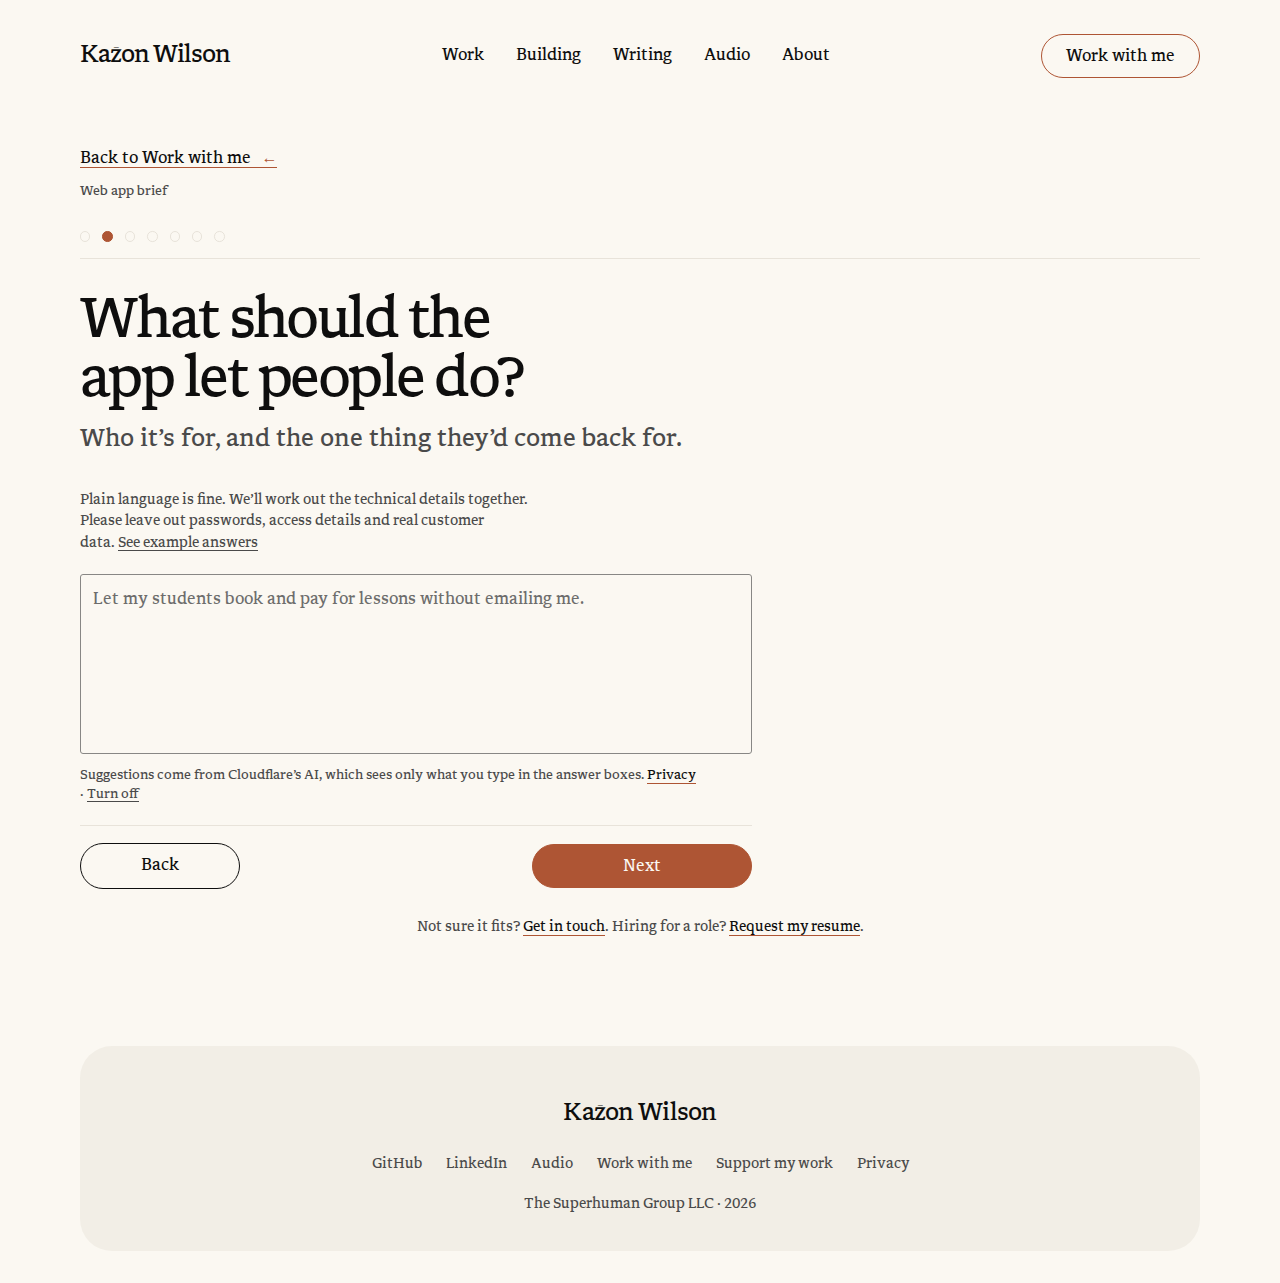 Każon Wilson
Work
Building
Writing
Audio
About
Work with me
Back to Work with me ←
Web app brief
What should the
app let people do?
Who it’s for, and the one thing they’d come back for.
Plain language is fine. We’ll work out the technical details together.
Please leave out passwords, access details and real customer
data. See example answers
Let my students book and pay for lessons without emailing me.
Suggestions come from Cloudflare’s AI, which sees only what you type in the answer boxes. Privacy
· Turn off
Back
Next
Not sure it fits? Get in touch. Hiring for a role? Request my resume.
Każon Wilson
GitHub
LinkedIn
Audio
Work with me
Support my work
Privacy
The Superhuman Group LLC · 2026